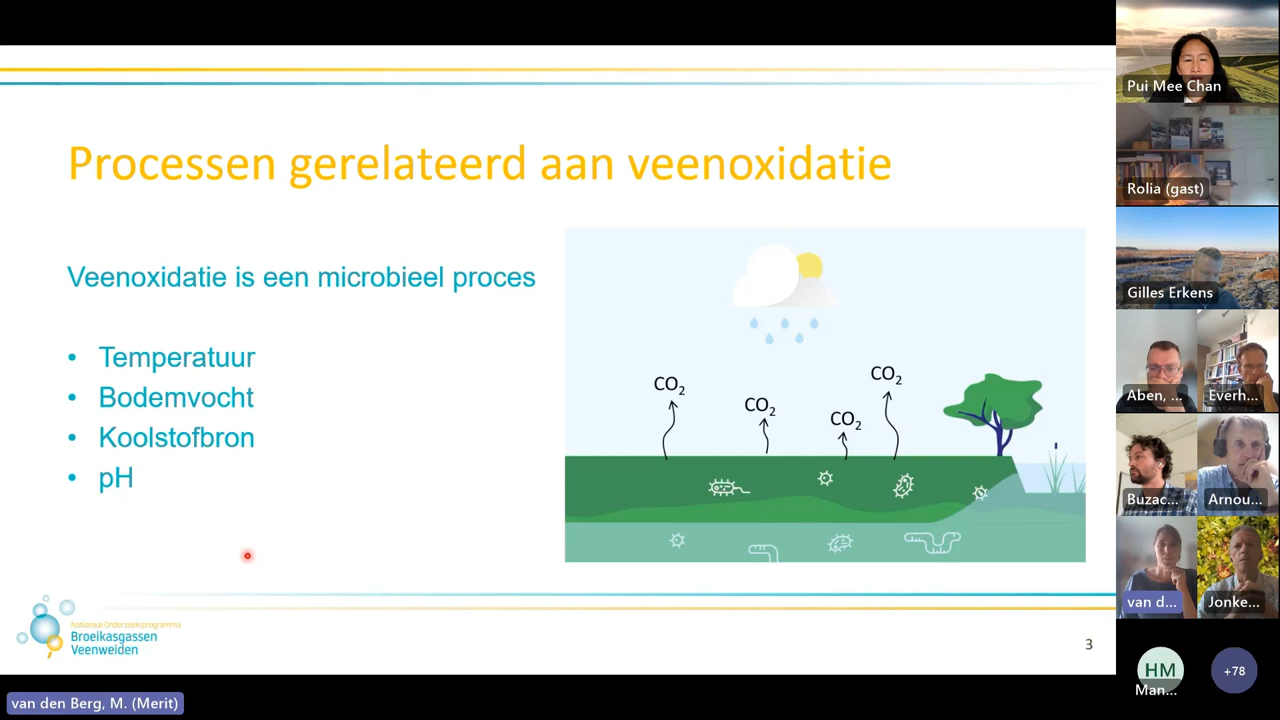 Processen gerelateerd aan veenoxidatie
Veenoxidatie is een microbieel proces
• Temperatuur
• Bodemvocht
• Koolstofbron
• pH
CO2
CO2
CO2
CO2
Nationaal Onderzoeksprogramma
Broeikasgassen
Veenweiden
3
van den Berg, M. (Merit)
Pui Mee Chan
Rolia (gast)
Gilles Erkens
Aben, ...
Everh...
Buzac...
Arnou...
van d...
Jonke...
HM
Man...
+78